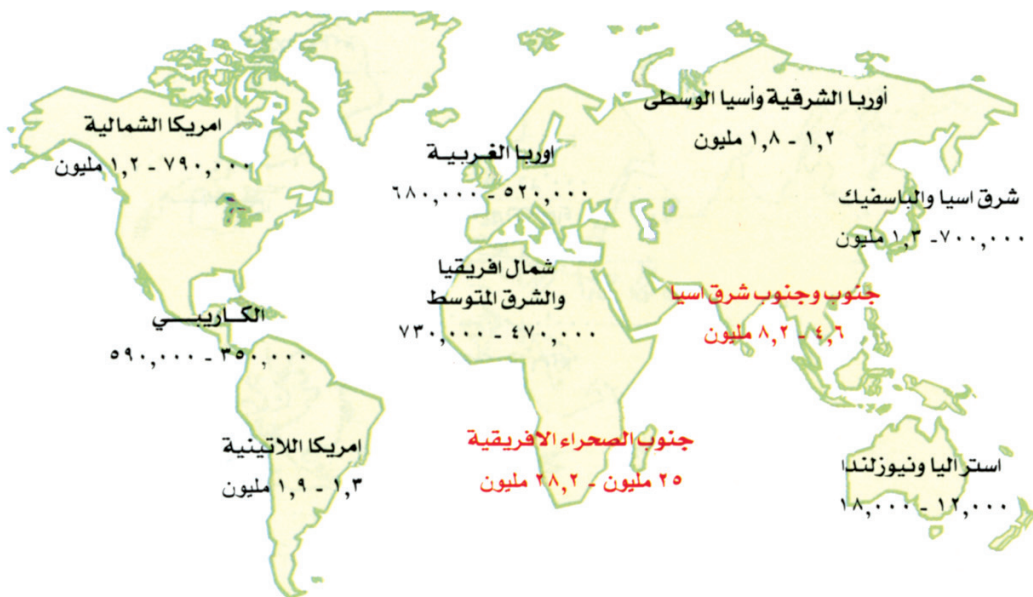 امريكا الشمالية
٧٩٠,٠٠٠ - ١,٢ مليون
أوربا الشرقية وأسيا الوسطى
١,٢ - ١,٨ مليون
اوربا الغربية
٥٢٠,٠٠٠ - ٦٨٠,٠٠٠
شرق اسيا والباسفيك
٧٠٠,٠٠٠ - ١,٣ مليون
شمال افريقيا
والشرق المتوسط
٤٧٠,٠٠٠ - ٧٣٠,٠٠٠
جنوب وجنوب شرق اسيا
٤,٦ - ٨,٢ مليون
الكاريبي
٣٥٠,٠٠٠ - ٥٩٠,٠٠٠
جنوب الصحراء الافريقية
٢٥ مليون - ٢٨,٢ مليون
امريكا اللاتينية
١,٣ - ١,٩ مليون
استراليا ونيوزلندا
١٢,٠٠٠ - ١٨,٠٠٠